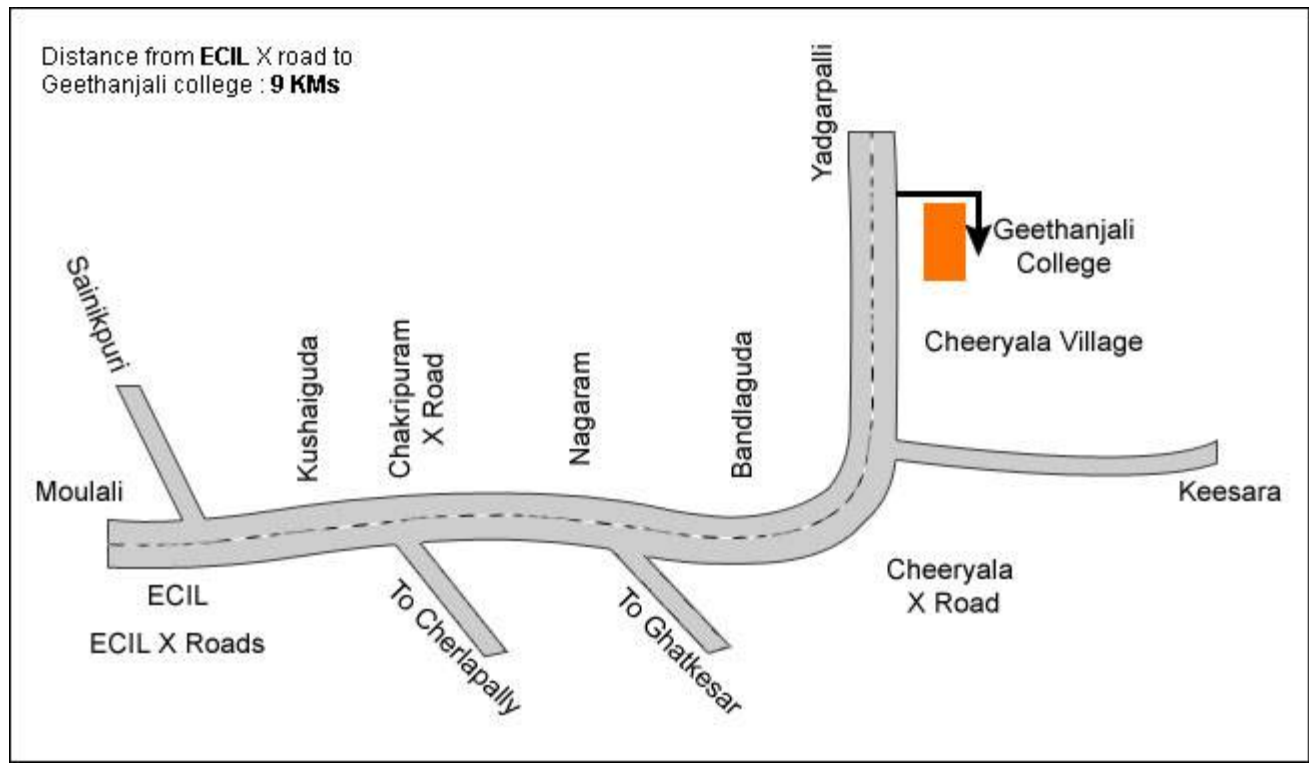 Distance from ECIL X road to
Geethanjali college : 9 KMs
Yadgarpalli
Geethanjali
College
Cheeryala Village
Sainikpuri
Kushaiguda
Chakripuram
X Road
Nagaram
Bandlaguda
Moulali
Keesara
ECIL
ECIL X Roads
To Cherlapally
To Ghatkesar
Cheeryala
X Road